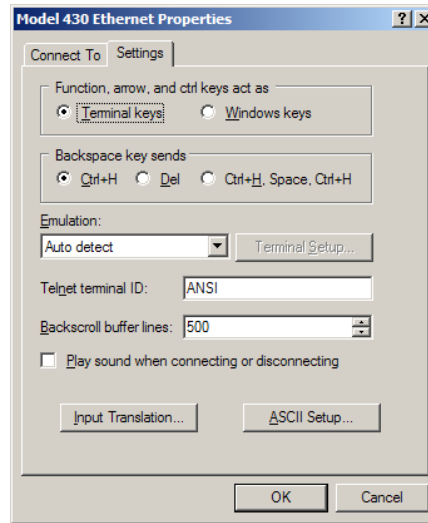 Model 430 Ethernet Properties
Connect To Settings
Function, arrow, and ctrl keys act as
Terminal keys Windows keys
Backspace key sends
Ctrl+H Del Ctrl+H, Space, Ctrl+H
Emulation:
Auto detect Terminal Setup...
Telnet terminal ID: ANSI
Backscroll buffer lines: 500
Play sound when connecting or disconnecting
Input Translation... ASCII Setup...
OK Cancel